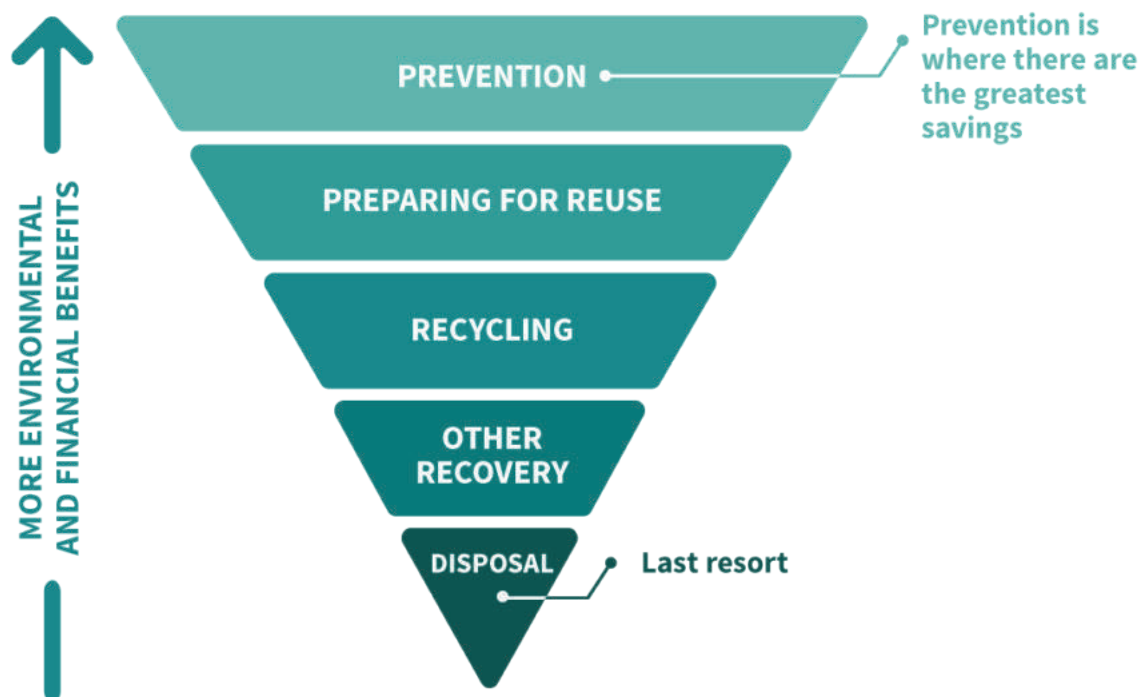 PREVENTION
Prevention is
where there are
the greatest
savings
PREPARING FOR REUSE
RECYCLING
OTHER
RECOVERY
DISPOSAL
Last resort
MORE ENVIRONMENTAL
AND FINANCIAL BENEFITS